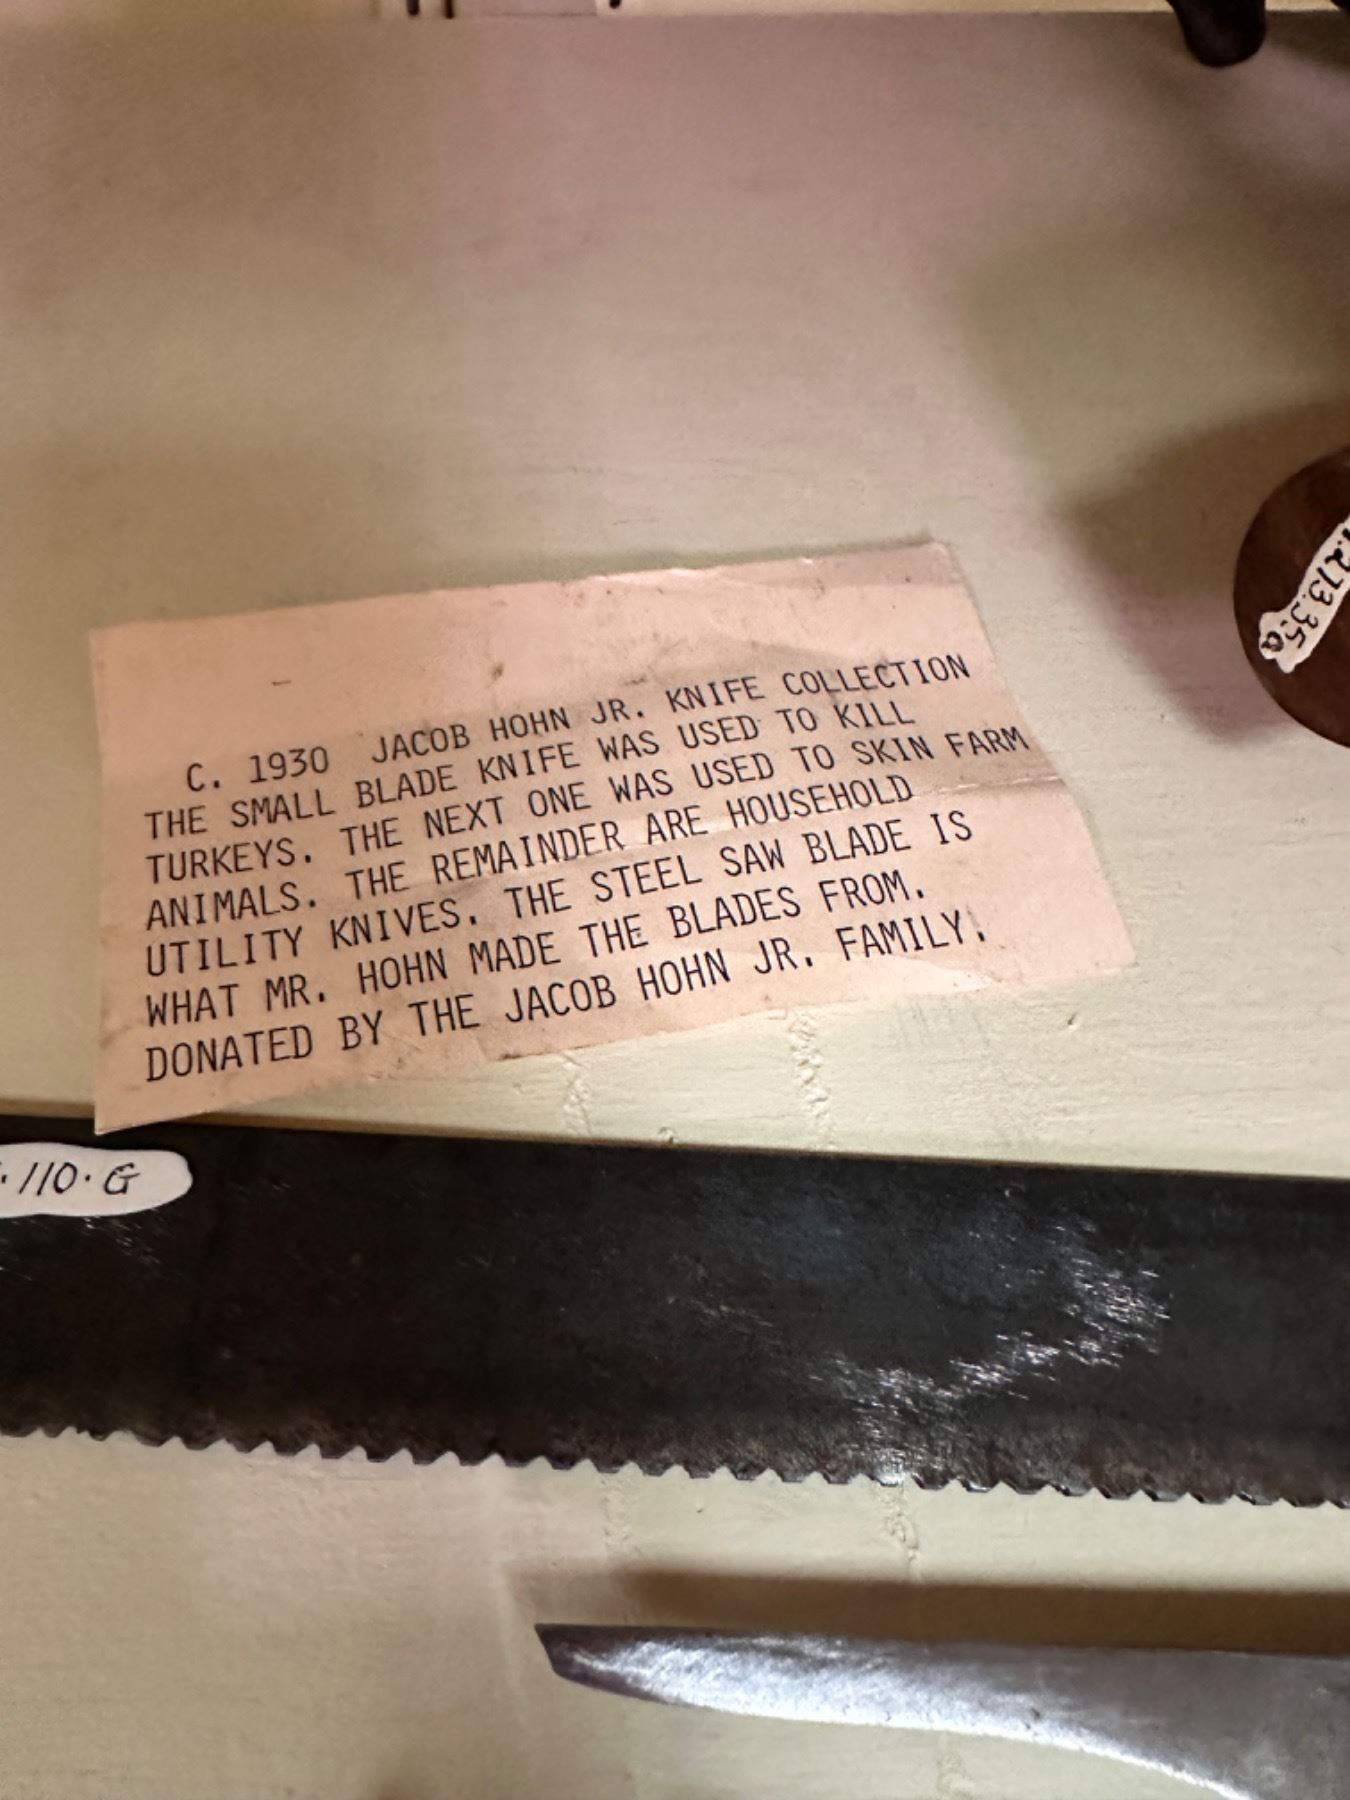 C. 1930 JACOB HOHN JR. KNIFE COLLECTION
THE SMALL BLADE KNIFE WAS USED TO KILL
TURKEYS. THE NEXT ONE WAS USED TO SKIN FARM
ANIMALS. THE REMAINDER ARE HOUSEHOLD
UTILITY KNIVES. THE STEEL SAW BLADE IS
WHAT MR. HOHN MADE THE BLADES FROM.
DONATED BY THE JACOB HOHN JR. FAMILY.
.110.G